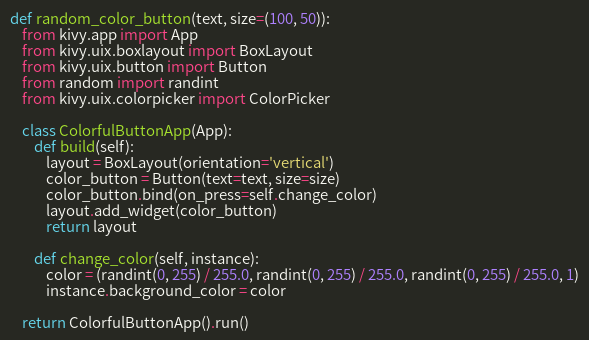 def random_color_button(text, size=(100, 50)):
    from kivy.app import App
    from kivy.uix.boxlayout import BoxLayout
    from kivy.uix.button import Button
    from random import randint
    from kivy.uix.colorpicker import ColorPicker

    class ColorfulButtonApp(App):
        def build(self):
            layout = BoxLayout(orientation='vertical')
            color_button = Button(text=text, size=size)
            color_button.bind(on_press=self.change_color)
            layout.add_widget(color_button)
            return layout

        def change_color(self, instance):
            color = (randint(0, 255) / 255.0, randint(0, 255) / 255.0, randint(0, 255) / 255.0, 1)
            instance.background_color = color

    return ColorfulButtonApp().run()